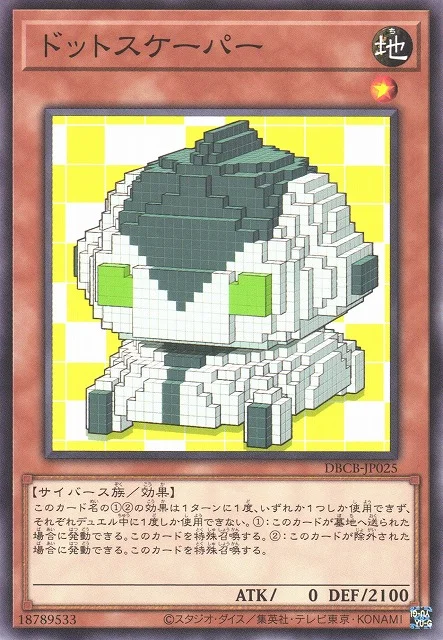 ドットスケーパー
地
DBCB-JP025
【サイバース族／効果】
このカード名の①②の効果は１ターンに１度、いずれか１つしか使用できず、
それぞれデュエル中に１度しか使用できない。①：このカードが墓地へ送られた
場合に発動できる。このカードを特殊召喚する。②：このカードが除外された
場合に発動できる。このカードを特殊召喚する。
ATK/ 0 DEF/2100
18789533
©スタジオ・ダイス／集英社・テレビ東京・KONAMI